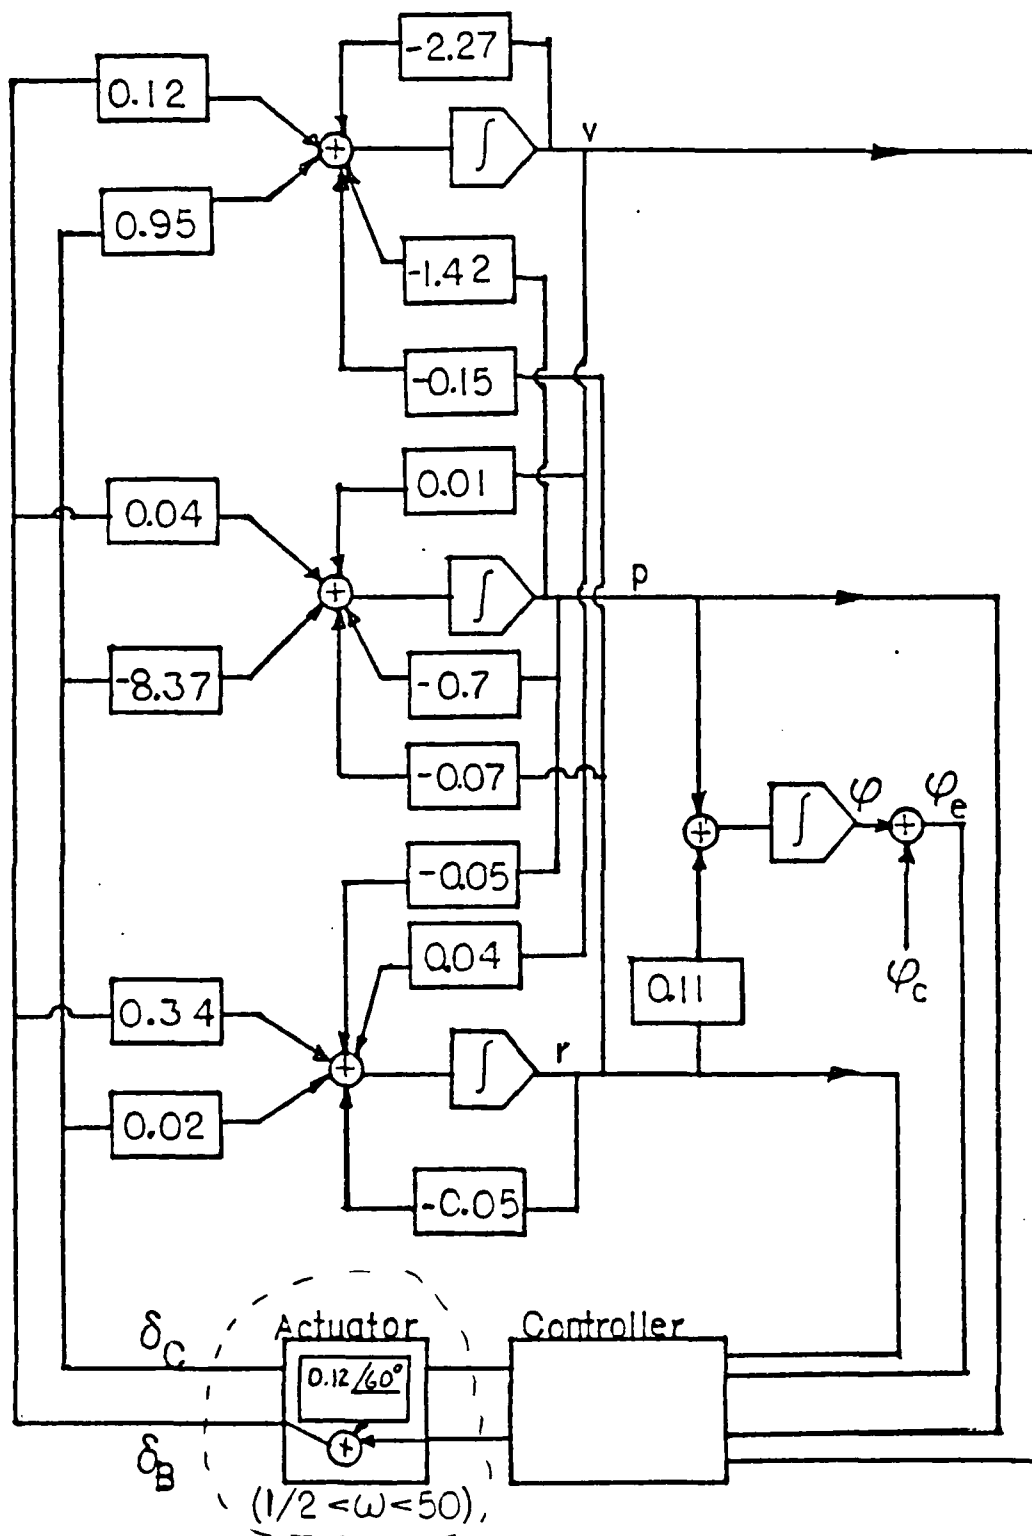 -2.27
0.12
+
∫
v
0.95
-1.42
-0.15
0.01
0.04
+
∫
p
-8.37
-0.7
-0.07
+
∫
φ
+
φe
-0.05
0.04
φc
0.11
0.34
+
∫
r
0.02
-0.05
δC
Actuator
Controller
0.12 /60°
+
δB
(1/2 <ω<50),